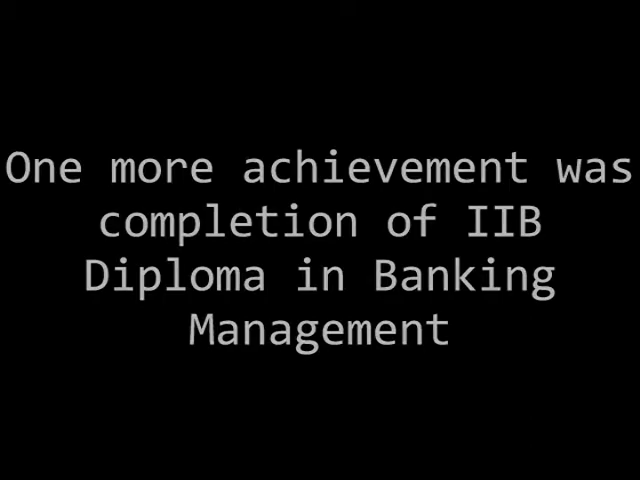 One more achievement was
completion of IIB
Diploma in Banking
Management